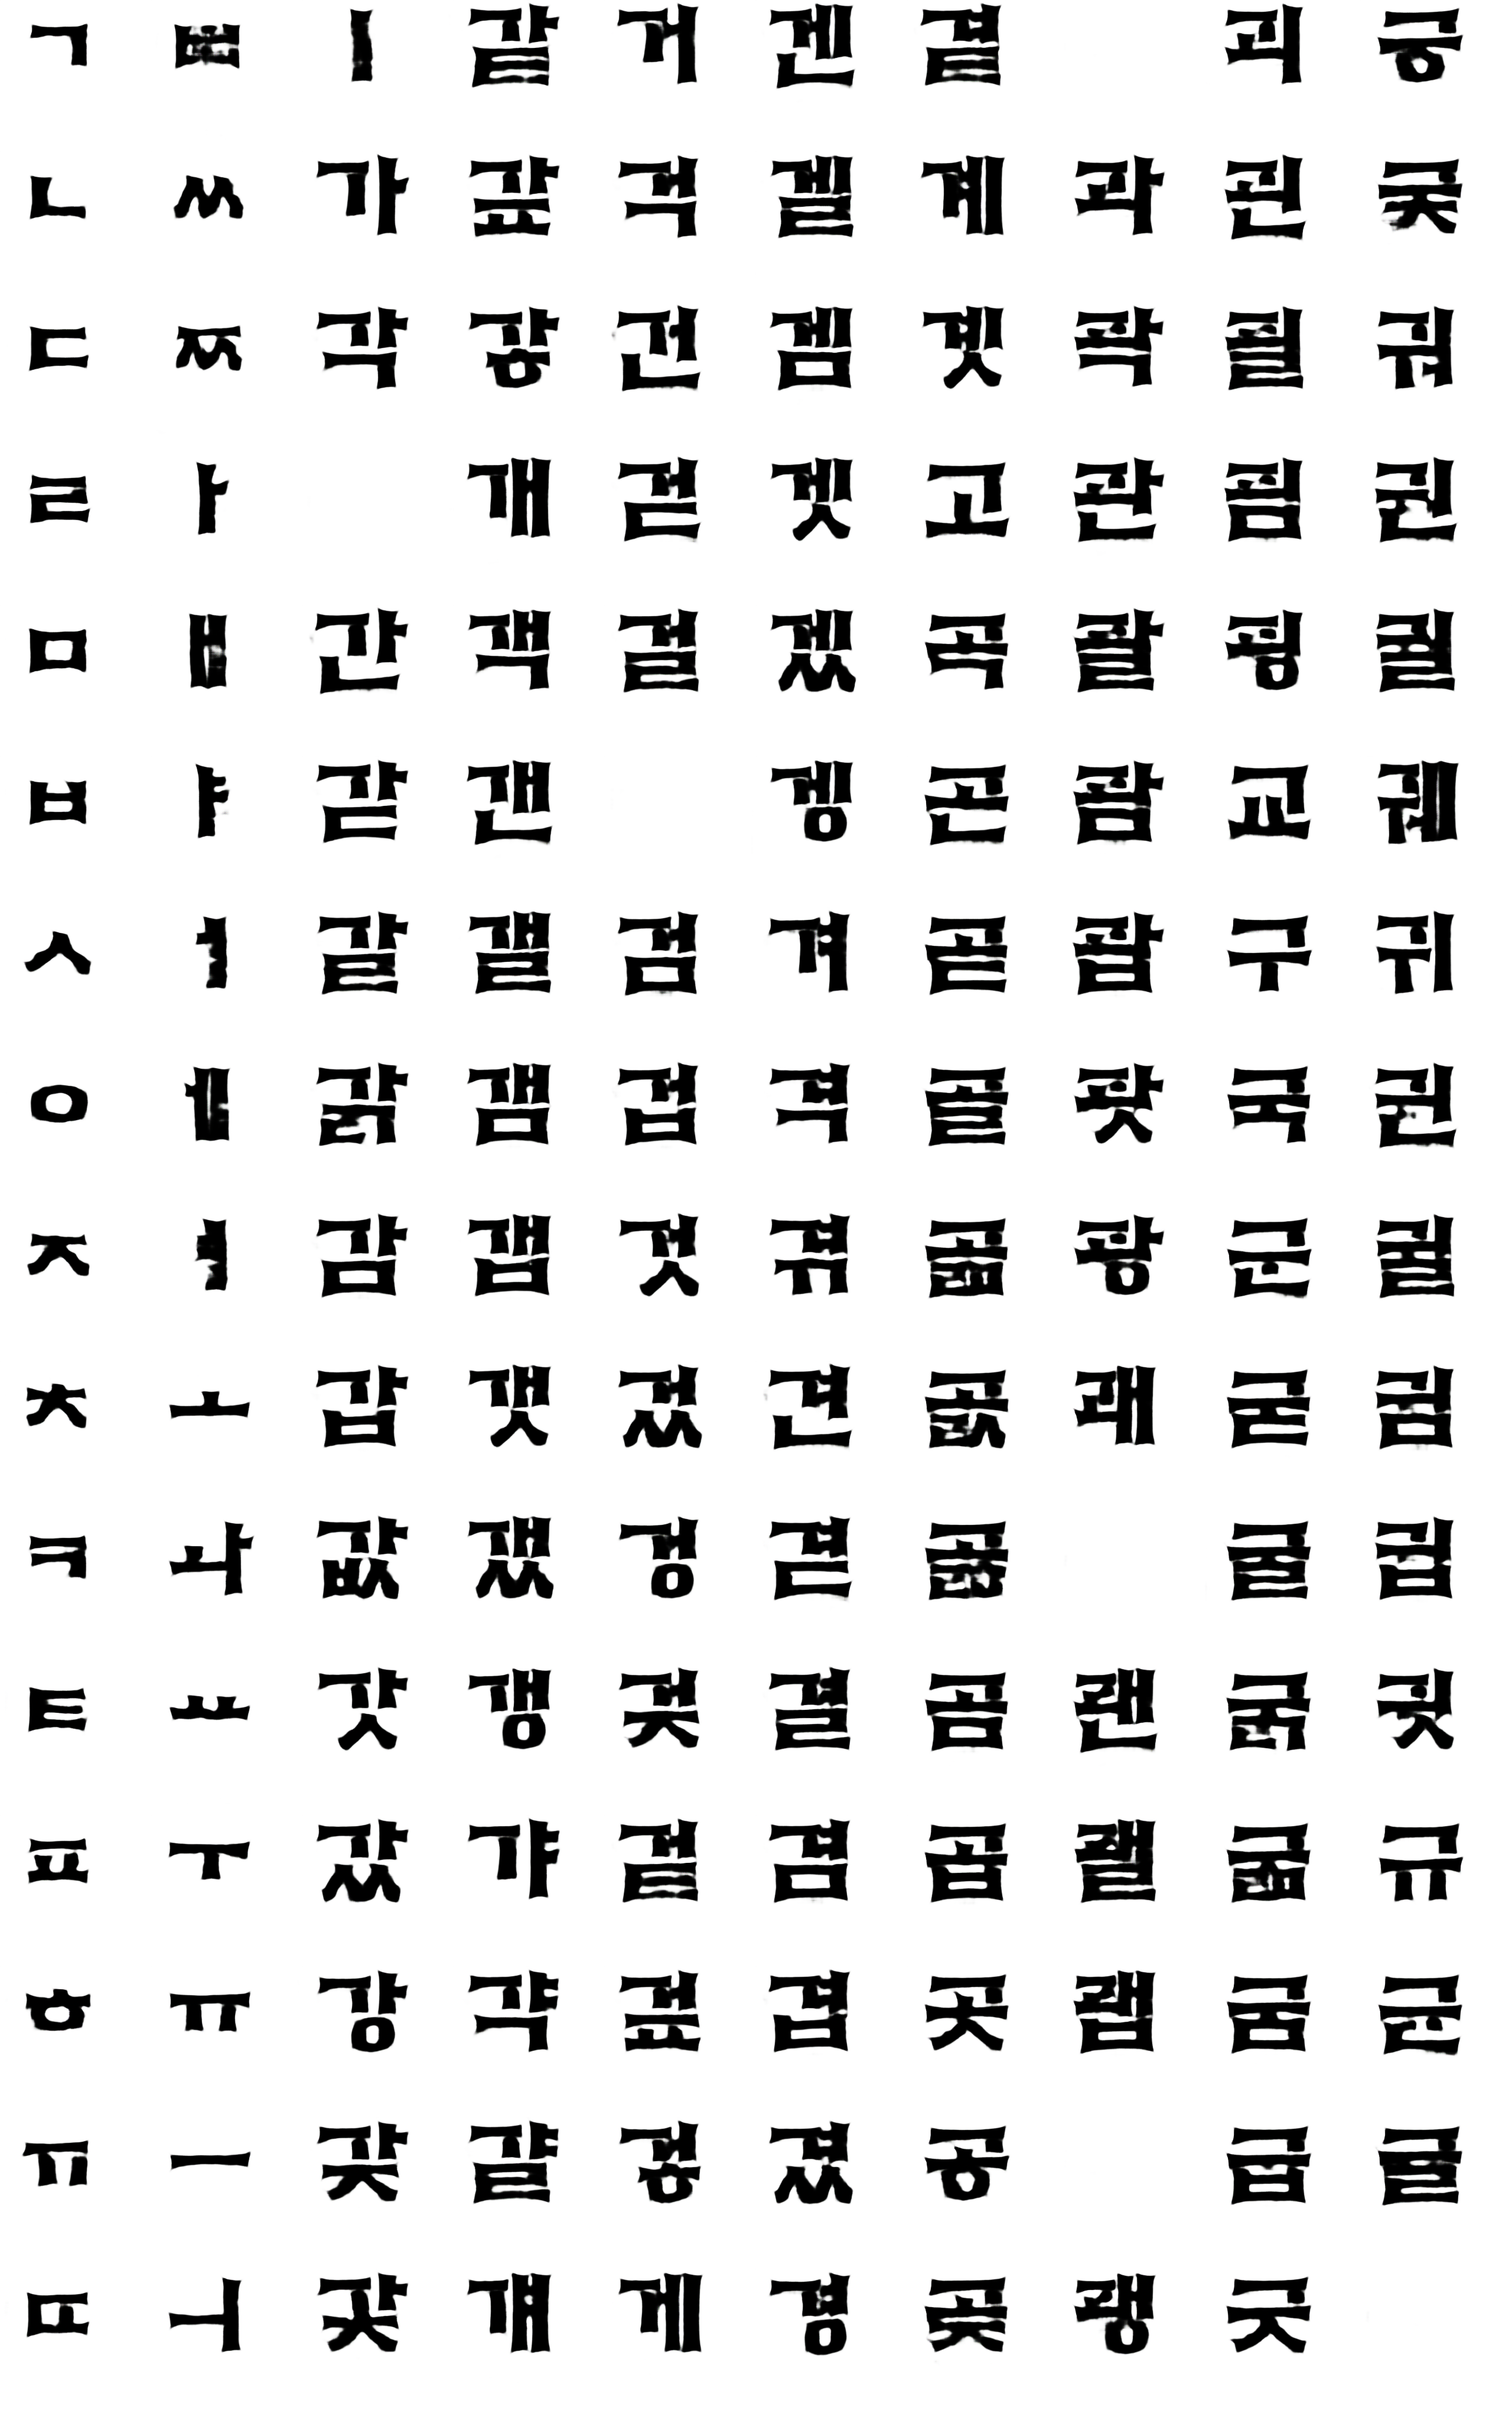 ㄱ ㅃ ㅣ 같 거 겐 곁 괴 궁
ㄴ ㅆ 가 갚 걱 겔 계 과 괸 궂
ㄷ ㅉ 각 갛 건 겜 곗 곽 괼 궈
ㄹ ㅏ 개 걷 겟 고 관 굄 권
ㅁ ㅐ 간 객 걸 겠 곡 괄 굉 궐
ㅂ ㅑ 갇 갠 겡 곤 괌 교 궤
ㅅ ㅓ 갈 갤 검 겨 곧 괍 구 귀
ㅇ ㅔ 갉 갬 겁 격 골 괏 국 귄
ㅈ ㅕ 감 갭 것 겪 곪 광 군 귈
ㅊ ㅗ 갑 갯 겄 견 곬 괘 굳 귐
ㅋ ㅘ 값 갰 겅 겯 곯 굴 귑
ㅌ ㅛ 갓 갱 겆 결 곰 괜 굵 귓
ㅍ ㅜ 갔 갸 겉 겸 곱 괠 굶 규
ㅎ ㅠ 강 갹 겊 겹 곳 괩 굼 균
ㄲ ㅡ 갖 걀 겋 겼 공 굽 귤
ㄸ ㅢ 갗 걔 게 경 곶 괭 굿